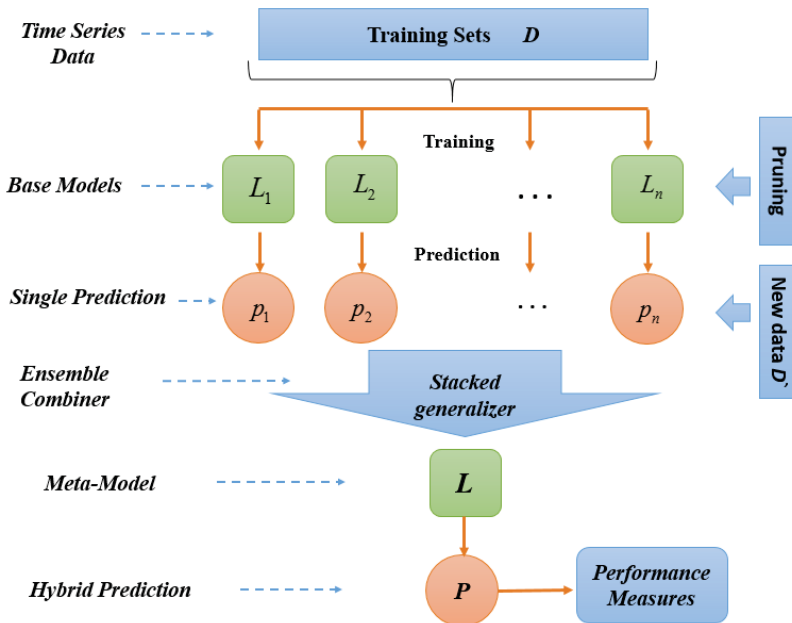 Time Series
Data
Training Sets D
Training
Base Models
L1
L2
...
Ln
Pruning
Prediction
Single Prediction
p1
p2
...
pn
New data D'
Ensemble
Combiner
Stacked
generalizer
Meta-Model
L
Hybrid Prediction
P
Performance
Measures